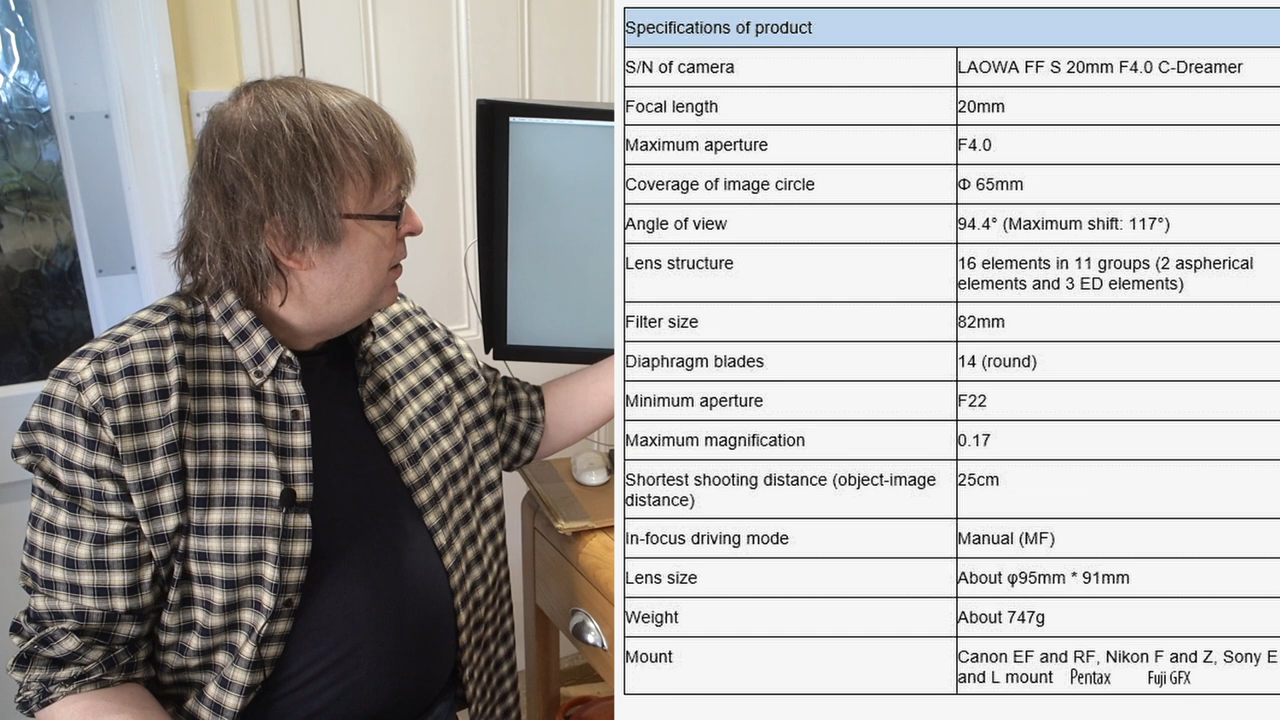 Specifications of product
S/N of camera LAOWA FF S 20mm F4.0 C-Dreamer
Focal length 20mm
Maximum aperture F4.0
Coverage of image circle Φ 65mm
Angle of view 94.4° (Maximum shift: 117°)
Lens structure 16 elements in 11 groups (2 aspherical
elements and 3 ED elements)
Filter size 82mm
Diaphragm blades 14 (round)
Minimum aperture F22
Maximum magnification 0.17
Shortest shooting distance (object-image 25cm
distance)
In-focus driving mode Manual (MF)
Lens size About φ95mm * 91mm
Weight About 747g
Mount Canon EF and RF, Nikon F and Z, Sony E
and L mount Pentax Fuji GFX